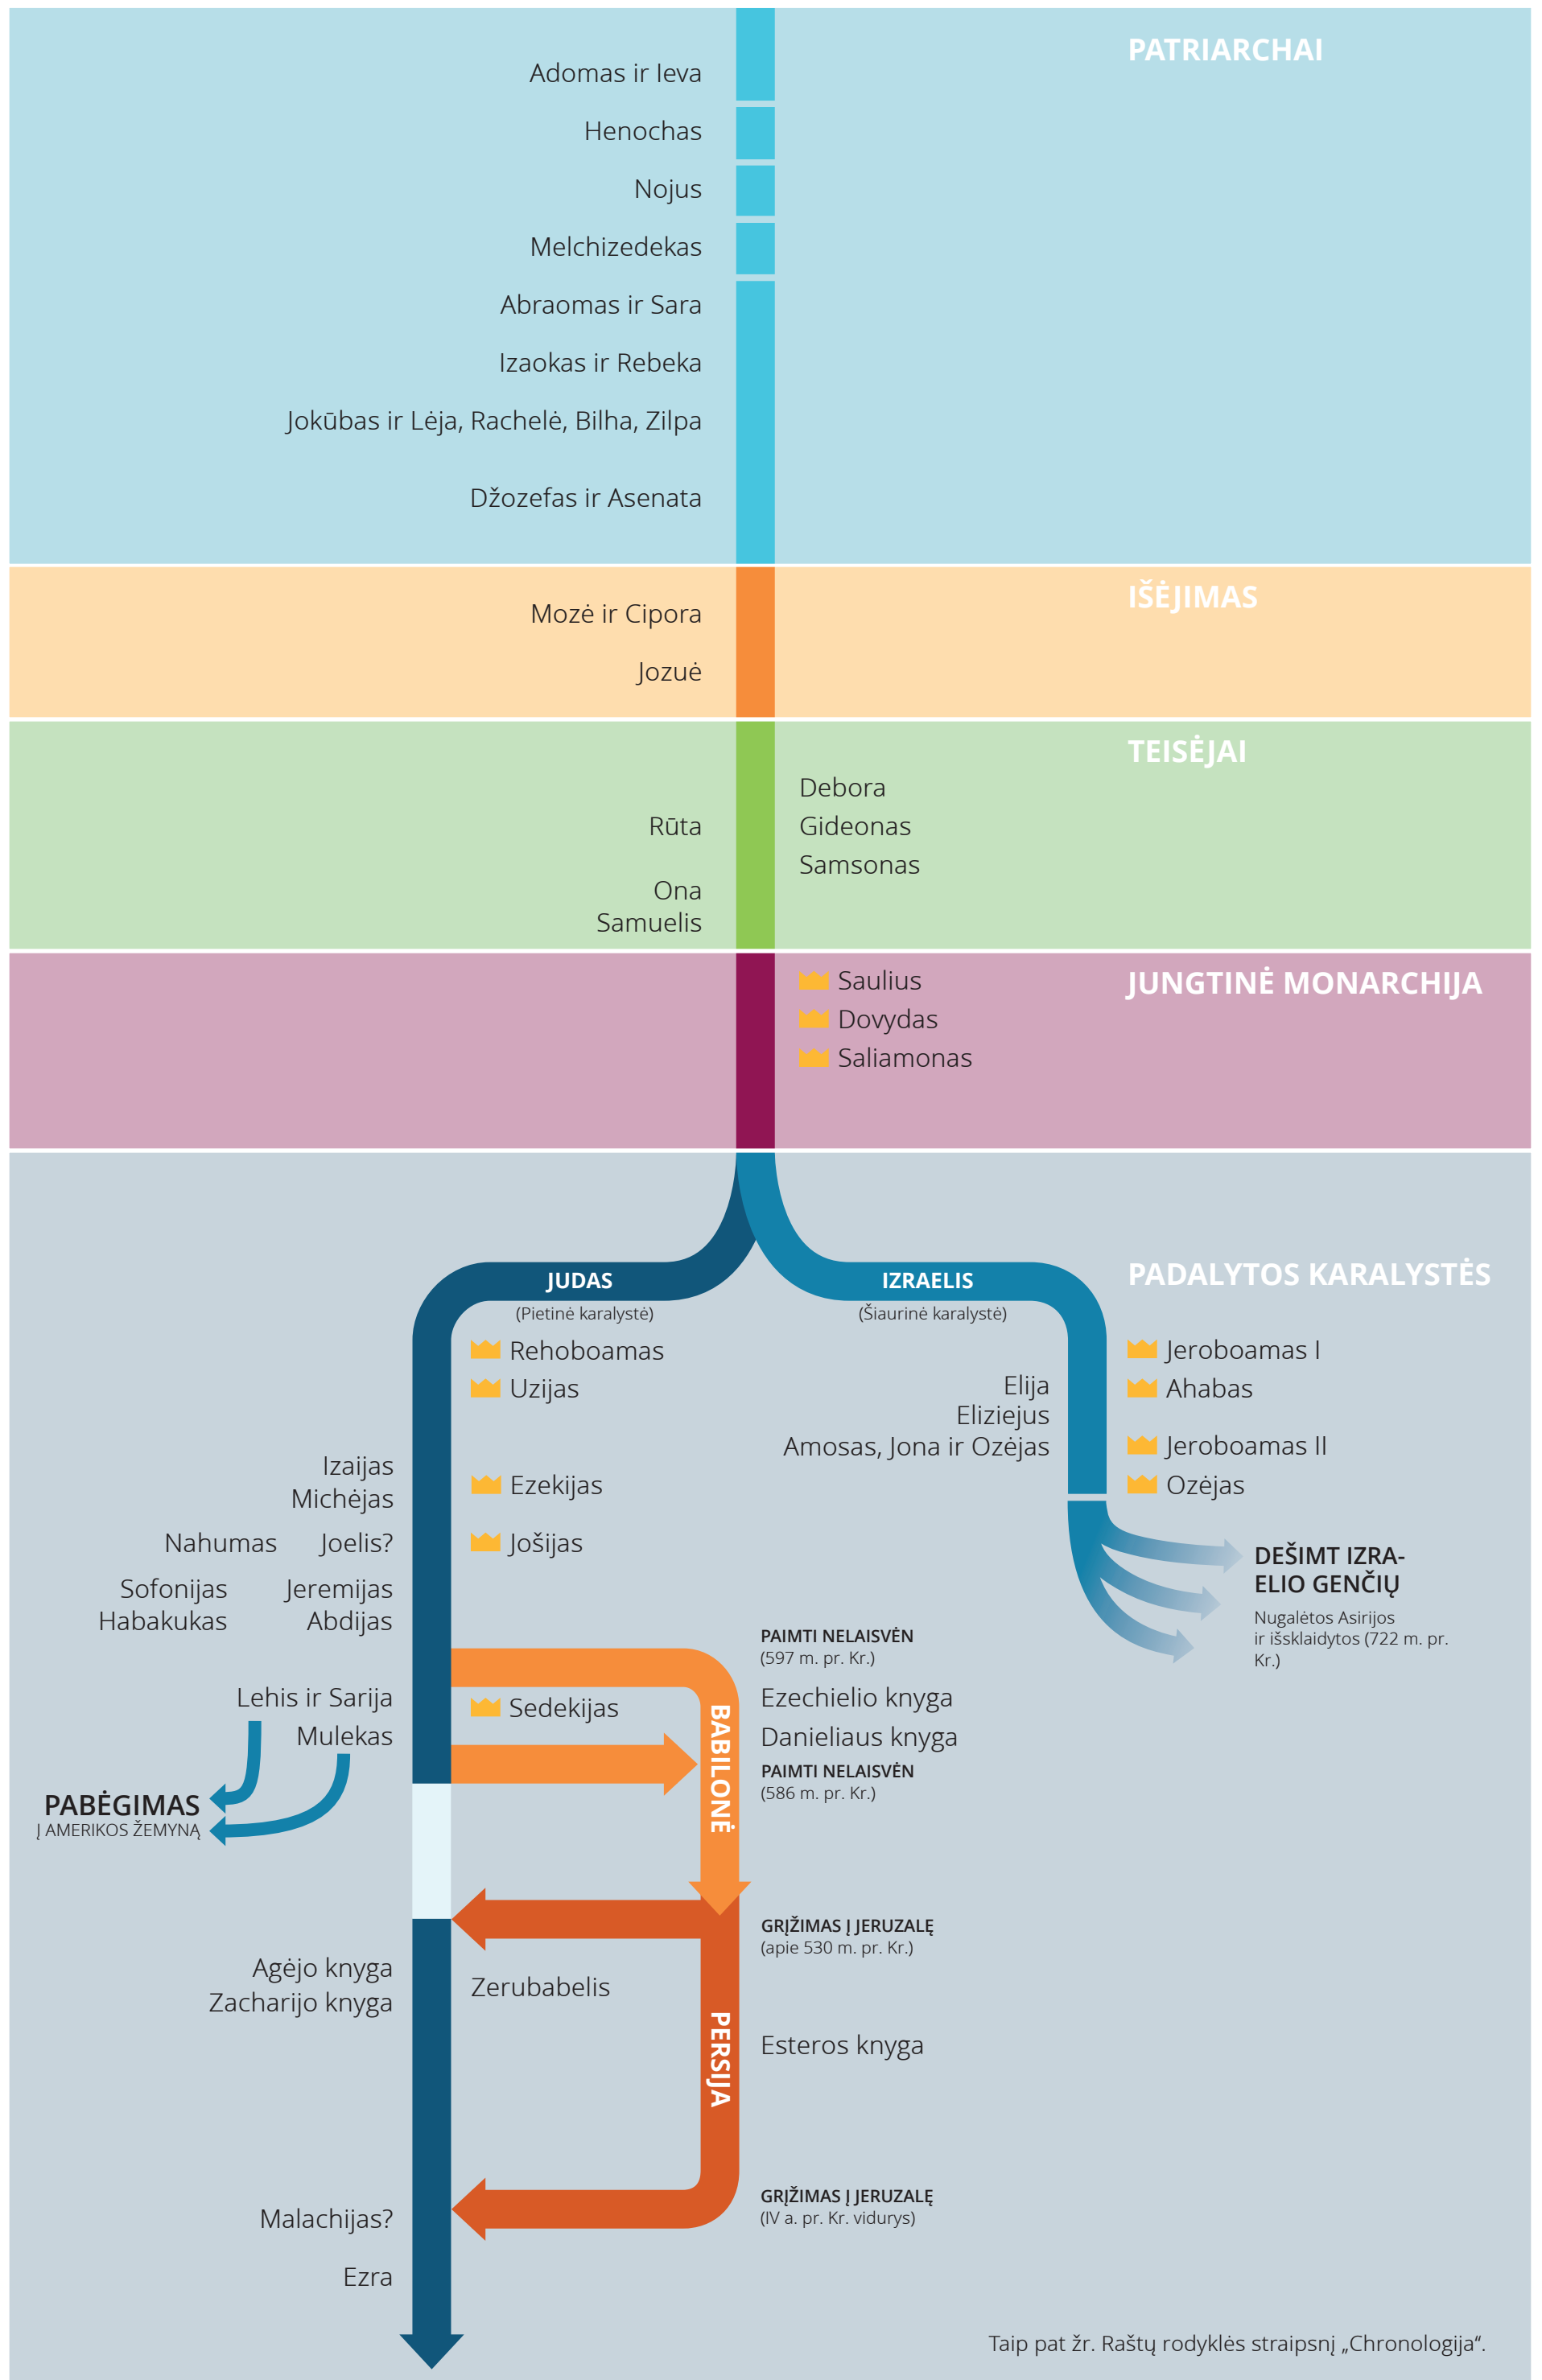 PATRIARCHAI
Adomas ir Ieva
Henochas
Nojus
Melchizedekas
Abraomas ir Sara
Izaokas ir Rebeka
Jokūbas ir Lėja, Rachelė, Bilha, Zilpa
Džozefas ir Asenata
IŠĖJIMAS
Mozė ir Cipora
Jozuė
TEISĖJAI
Debora
Rūta
Gideonas
Samsonas
Ona
Samuelis
JUNGTINĖ MONARCHIJA
Saulius
Dovydas
Saliamonas
PADALYTOS KARALYSTĖS
JUDAS
(Pietinė karalystė)
Rehoboamas
Uzijas
Izaijas
Michėjas
Ezekijas
Nahumas
Joelis?
Jošijas
Sofonijas
Jeremijas
Habakukas
Abdijas
IZRAELIS
(Šiaurinė karalystė)
Elija
Eliziejus
Amosas, Jona ir Ozėjas
Jeroboamas I
Ahabas
Jeroboamas II
Ozėjas
DEŠIMT IZRA-
ELIO GENČIŲ
Nugalėtos Asirijos
ir išsklaidytos (722 m. pr.
Kr.)
PAIMTI NELAISVĖN
(597 m. pr. Kr.)
Lehis ir Sarija
Sedekijas
Ezechielio knyga
Mulekas
BABILONĖ
Danieliaus knyga
PAIMTI NELAISVĖN
(586 m. pr. Kr.)
PABĖGIMAS
Į AMERIKOS ŽEMYNĄ
GRĮŽIMAS Į JERUZALĘ
(apie 530 m. pr. Kr.)
Agėjo knyga
Zacharijo knyga
Zerubabelis
PERSIJA
Esteros knyga
GRĮŽIMAS Į JERUZALĘ
(IV a. pr. Kr. vidurys)
Malachijas?
Ezra
Taip pat žr. Raštų rodyklės straipsnį „Chronologija“.